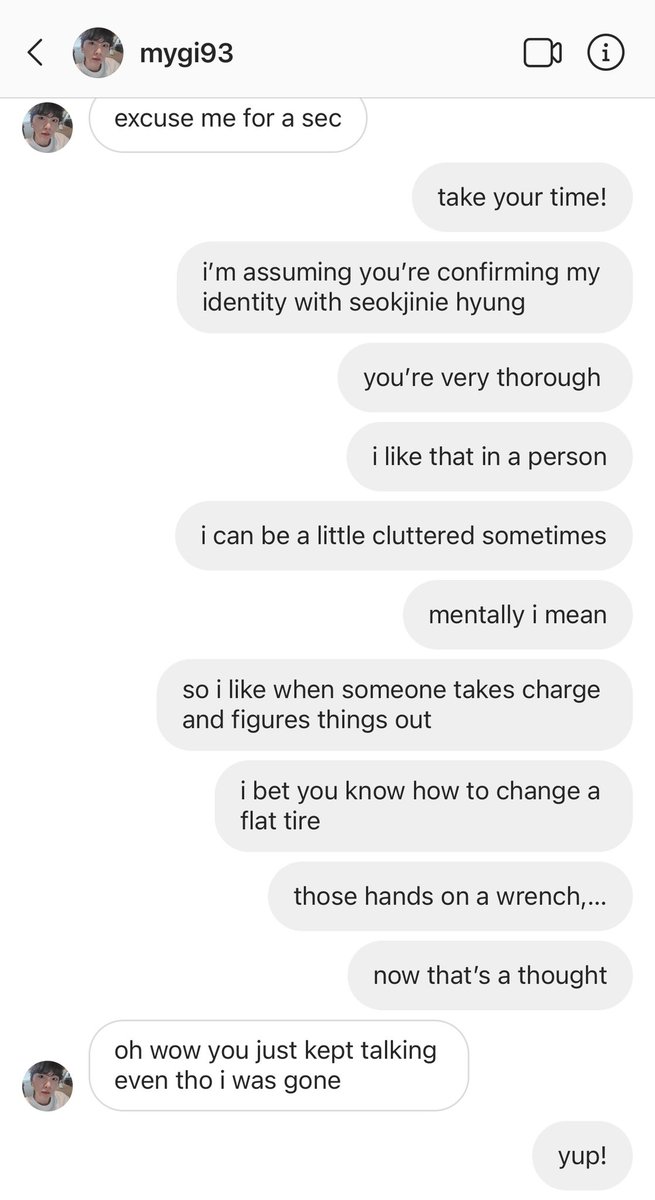 mygi93
excuse me for a sec
take your time!
i’m assuming you’re confirming my
identity with seokjinie hyung
you’re very thorough
i like that in a person
i can be a little cluttered sometimes
mentally i mean
so i like when someone takes charge
and figures things out
i bet you know how to change a
flat tire
those hands on a wrench,...
now that’s a thought
oh wow you just kept talking
even tho i was gone
yup!